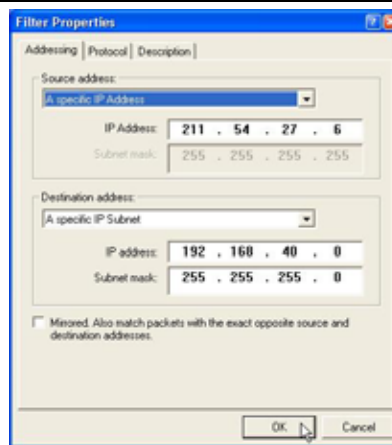 Filter Properties
Addressing Protocol Description
Source address:
A specific IP Address
IP Address: 211 . 54 . 27 . 6
Subnet mask: 255 . 255 . 255 . 255
Destination address:
A specific IP Subnet
IP address: 192 . 168 . 40 . 0
Subnet mask: 255 . 255 . 255 . 0
Mirrored. Also match packets with the exact opposite source and
destination addresses.
OK Cancel